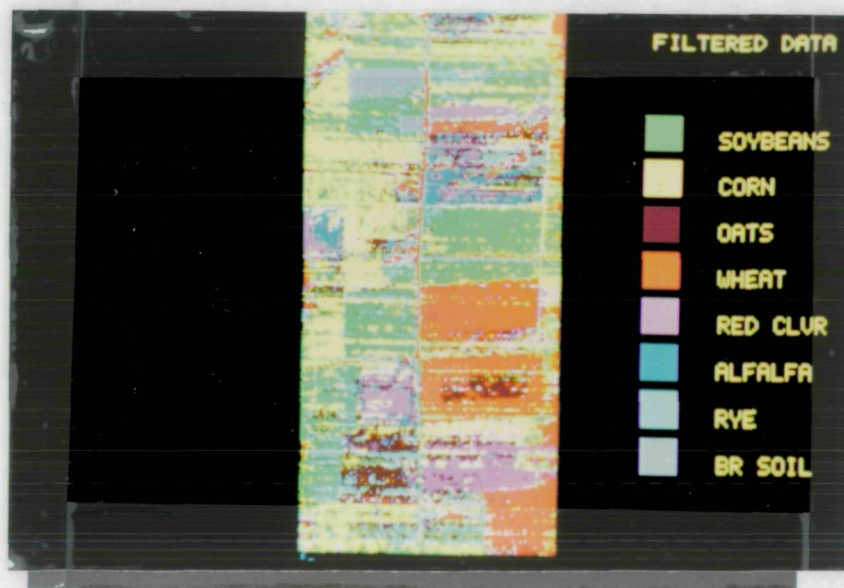 FILTERED DATA
SOYBEANS
CORN
OATS
WHEAT
RED CLVR
ALFALFA
RYE
BR SOIL